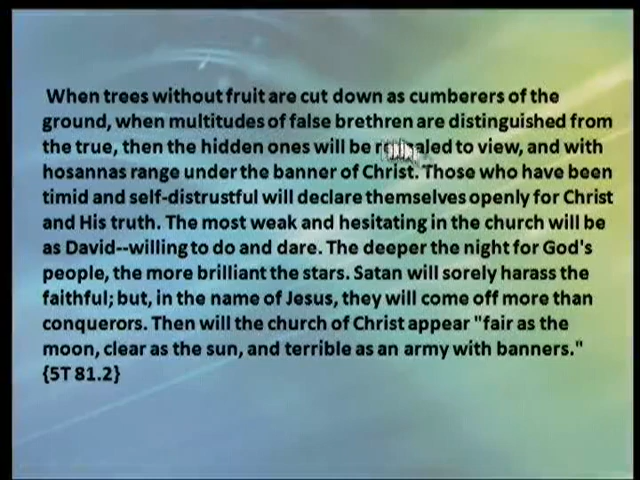 When trees without fruit are cut down as cumberers of the
ground, when multitudes of false brethren are distinguished from
the true, then the hidden ones will be revealed to view, and with
hosannas range under the banner of Christ. Those who have been
timid and self-distrustful will declare themselves openly for Christ
and His truth. The most weak and hesitating in the church will be
as David--willing to do and dare. The deeper the night for God's
people, the more brilliant the stars. Satan will sorely harass the
faithful; but, in the name of Jesus, they will come off more than
conquerors. Then will the church of Christ appear "fair as the
moon, clear as the sun, and terrible as an army with banners."
{5T 81.2}